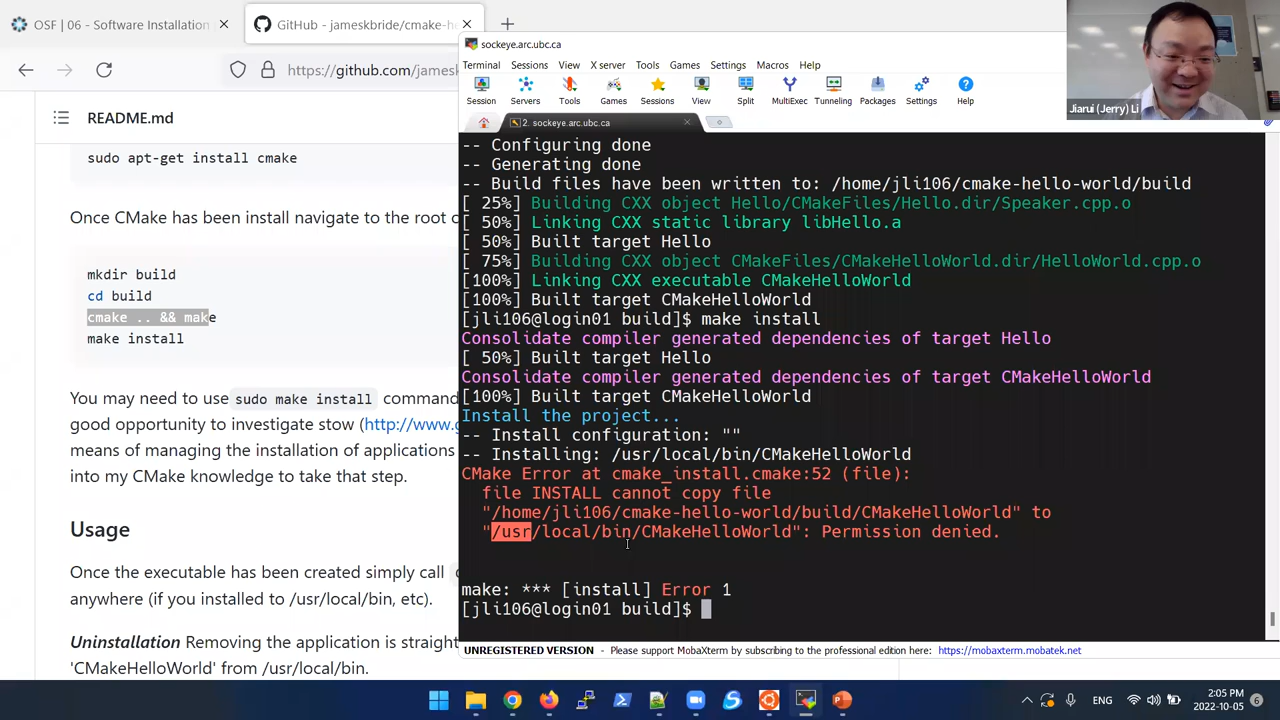 OSF | 06 - Software Installation
GitHub - jameskbride/cmake-he
https://github.com/jamesk
README.md
sudo apt-get install cmake
Once CMake has been install navigate to the root o
mkdir build
cd build
cmake .. && make
make install
You may need to use sudo make install command
good opportunity to investigate stow (http://www.g
means of managing the installation of applications
into my CMake knowledge to take that step.
Usage
Once the executable has been created simply call
anywhere (if you installed to /usr/local/bin, etc).
Uninstallation Removing the application is straight
'CMakeHelloWorld' from /usr/local/bin.
sockeye.arc.ubc.ca
Terminal Sessions View X server Tools Games Settings Macros Help
Session Servers Tools Games Sessions View Split MultiExec Tunneling Packages Settings Help
2. sockeye.arc.ubc.ca
-- Configuring done
-- Generating done
-- Build files have been written to: /home/jli106/cmake-hello-world/build
[ 25%] Building CXX object Hello/CMakeFiles/Hello.dir/Speaker.cpp.o
[ 50%] Linking CXX static library libHello.a
[ 50%] Built target Hello
[ 75%] Building CXX object CMakeFiles/CMakeHelloWorld.dir/HelloWorld.cpp.o
[100%] Linking CXX executable CMakeHelloWorld
[100%] Built target CMakeHelloWorld
[jli106@login01 build]$ make install
Consolidate compiler generated dependencies of target Hello
[ 50%] Built target Hello
Consolidate compiler generated dependencies of target CMakeHelloWorld
[100%] Built target CMakeHelloWorld
Install the project...
-- Install configuration: ""
-- Installing: /usr/local/bin/CMakeHelloWorld
CMake Error at cmake_install.cmake:52 (file):
file INSTALL cannot copy file
"/home/jli106/cmake-hello-world/build/CMakeHelloWorld" to
"/usr/local/bin/CMakeHelloWorld": Permission denied.
make: *** [install] Error 1
[jli106@login01 build]$
UNREGISTERED VERSION - Please support MobaXterm by subscribing to the professional edition here: https://mobaxterm.mobatek.net
Jiarui (Jerry) Li
ENG
2:05 PM
2022-10-05
6